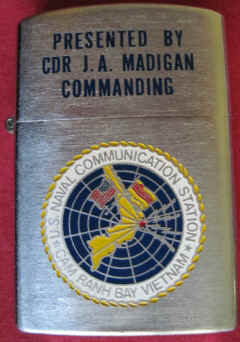 PRESENTED BY
CDR J.A. MADIGAN
COMMANDING
U.S. NAVAL COMMUNICATION STATION
CAM RANH BAY VIETNAM